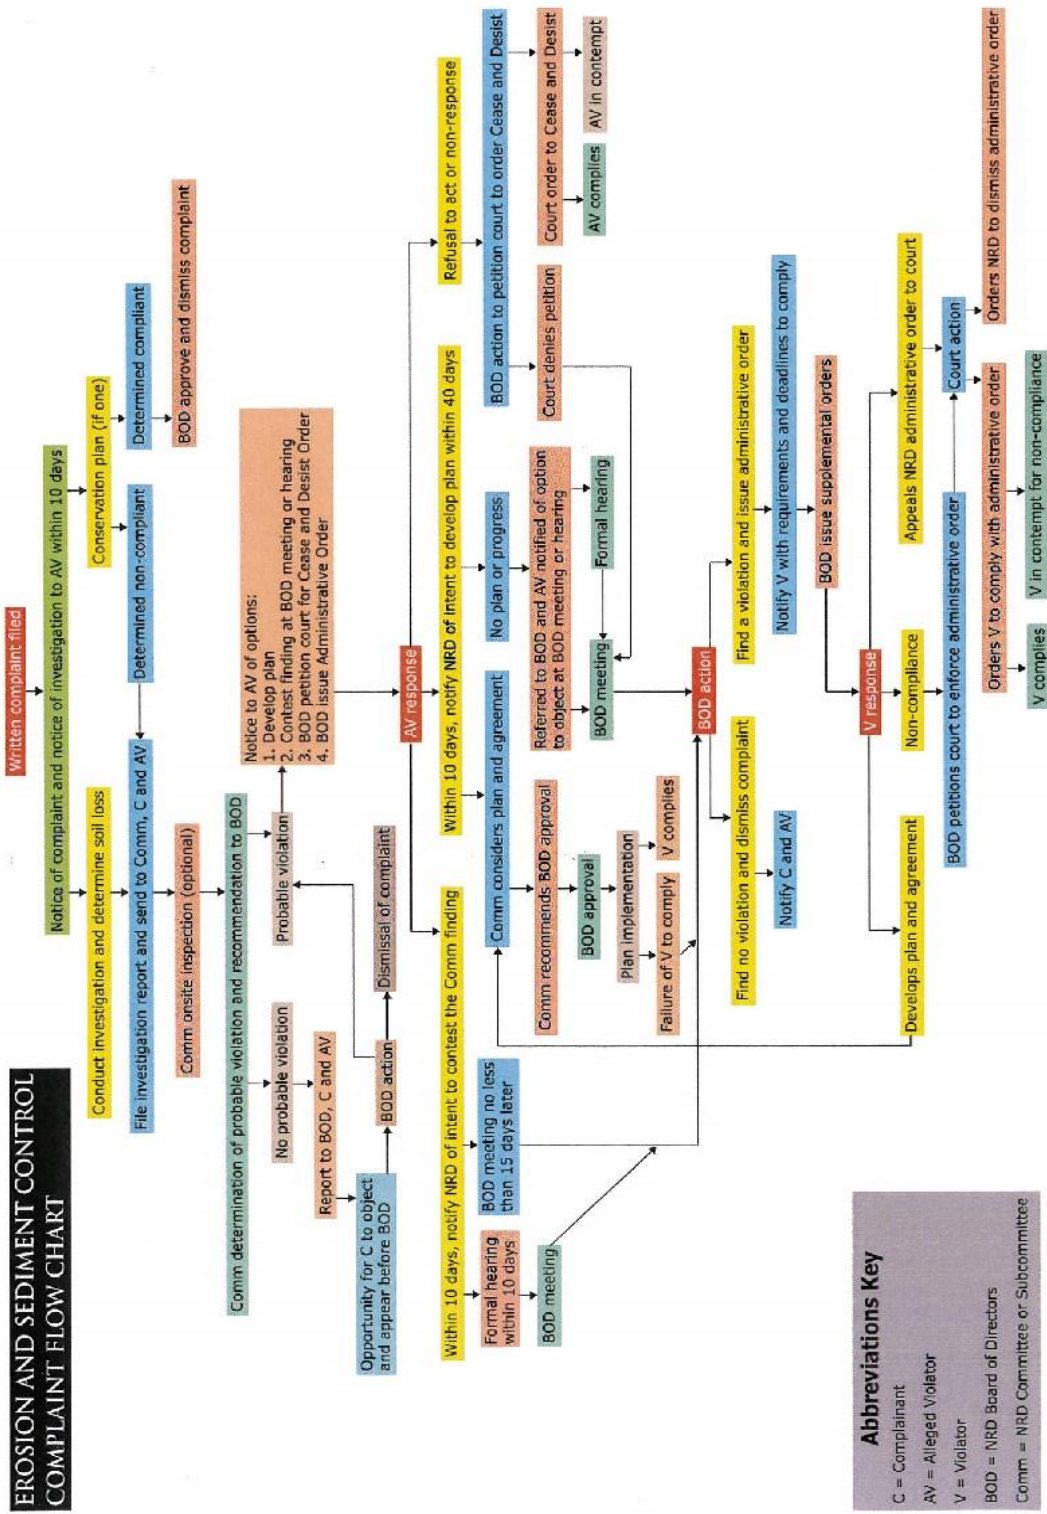 EROSION AND SEDIMENT CONTROL
COMPLAINT FLOW CHART
Written complaint filed
Notice of complaint and notice of investigation to AV within 10 days
Conduct investigation and determine soil loss
Conservation plan (if one)
File investigation report and send to Comm, C and AV
Determined non-compliant
Determined compliant
Comm onsite inspection (optional)
BOD approve and dismiss complaint
Comm determination of probable violation and recommendation to BOD
No probable violation
Probable violation
Notice to AV of options:
1. Develop plan
2. Contest finding at BOD meeting or hearing
3. BOD petition court for Cease and Desist Order
4. BOD issue Administrative Order
Report to BOD, C and AV
Opportunity for C to object
and appear before BOD
BOD action
Dismissal of complaint
AV response
Within 10 days, notify NRD of intent to contest the Comm finding
Within 10 days, notify NRD of intent to develop plan within 40 days
Refusal to act or non-response
Formal hearing
within 10 days
BOD meeting no less
than 15 days later
Comm considers plan and agreement
No plan or progress
BOD action to petition court to order Cease and Desist
BOD meeting
Comm recommends BOD approval
Referred to BOD and AV notified of option
to object at BOD meeting or hearing
Court denies petition
Court order to Cease and Desist
BOD approval
BOD meeting
Formal hearing
AV complies
AV in contempt
Plan implementation
Failure of V to comply
V complies
BOD action
Find no violation and dismiss complaint
Find a violation and issue administrative order
Notify C and AV
Notify V with requirements and deadlines to comply
BOD issue supplemental orders
V response
Develops plan and agreement
Non-compliance
Appeals NRD administrative order to court
BOD petitions court to enforce administrative order
Court action
Orders V to comply with administrative order
Orders NRD to dismiss administrative order
V complies
V in contempt for non-compliance
Abbreviations Key
C = Complainant
AV = Alleged Violator
V = Violator
BOD = NRD Board of Directors
Comm = NRD Committee or Subcommittee